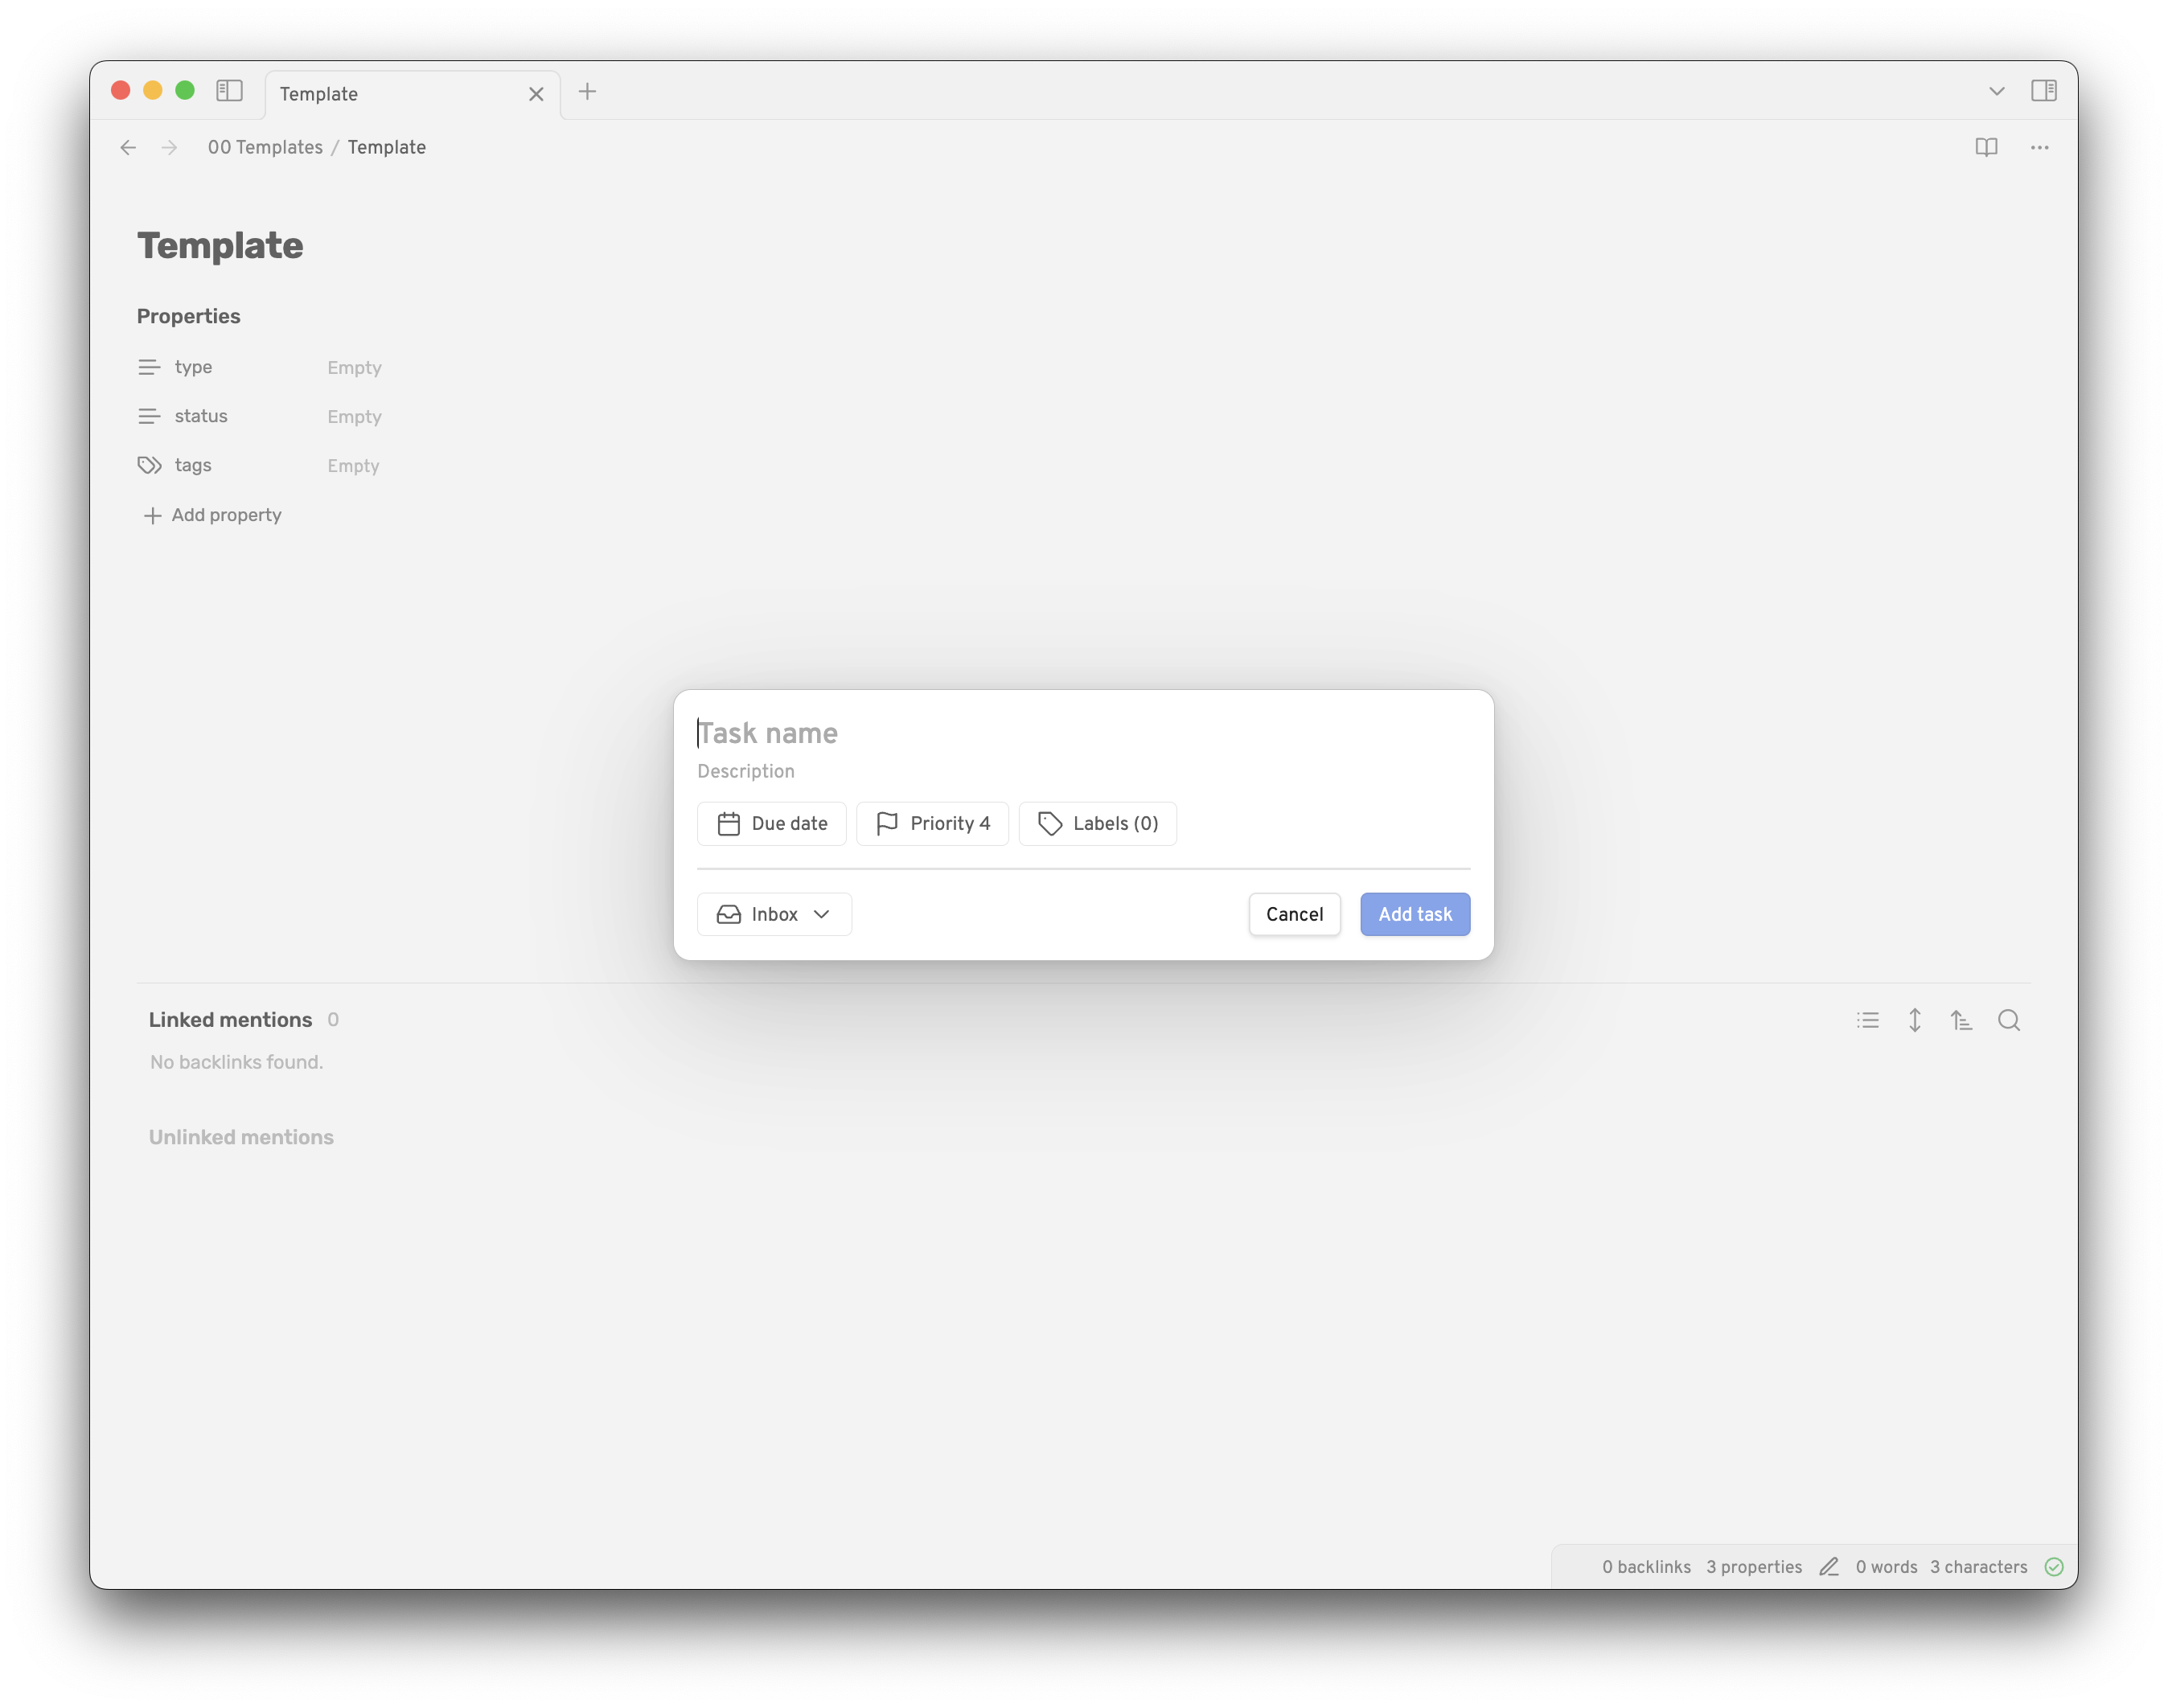 Template
00 Templates / Template
Template
Properties
type Empty
status Empty
tags Empty
Add property
Task name
Description
Due date Priority 4 Labels (0)
Inbox Cancel Add task
Linked mentions 0
No backlinks found.
Unlinked mentions
0 backlinks 3 properties 0 words 3 characters